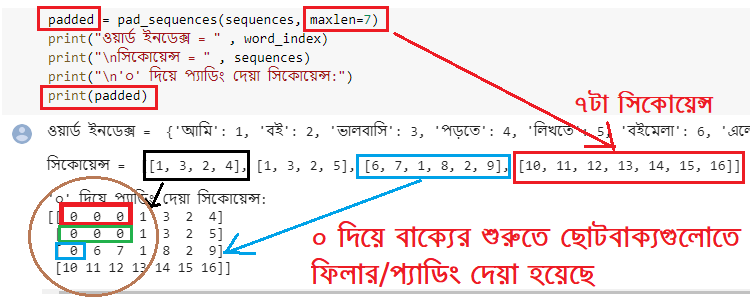 padded = pad_sequences(sequences, maxlen=7)
print("ওয়ার্ড ইনডেক্স = " , word_index)
print("\nসিকোয়েন্স = " , sequences)
print("\n'০' দিয়ে প্যাডিং দেয়া সিকোয়েন্স:")
print(padded)
৭টা সিকোয়েন্স
ওয়ার্ড ইনডেক্স = {'আমি': 1, 'বই': 2, 'ভালবাসি': 3, 'পড়তে': 4, 'লিখতে': 5, 'বইমেলা': 6, 'এলে
সিকোয়েন্স = [[1, 3, 2, 4], [1, 3, 2, 5], [6, 7, 1, 8, 2, 9], [10, 11, 12, 13, 14, 15, 16]]
'০' দিয়ে প্যাডিং দেয়া সিকোয়েন্স:
[[ 0 0 0 1 3 2 4]
[ 0 0 0 1 3 2 5]
[ 0 6 7 1 8 2 9]
[10 11 12 13 14 15 16]]
০ দিয়ে বাক্যের শুরুতে ছোটবাক্যগুলোতে
ফিলার/প্যাডিং দেয়া হয়েছে